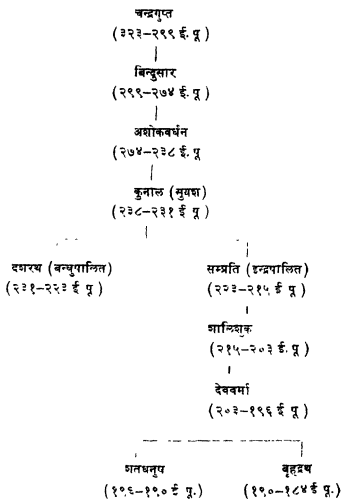 चन्द्रगुप्त
(३२३–२९९ ई. पू)
बिन्दुसार
(२९९–२७४ ई. पू)
अशोकवर्धन
(२७४–२३८ ई. पू
कुनाल (सुयश)
(२३८–२३१ ई पू)
दशरथ (बन्धुपालित)
(२३१–२२३ ई पू)
सम्प्रति (इन्द्रपालित)
(२२३–२१५ ई पू)
शालिशुक
(२१५–२०३ ई. पू)
देववर्मा
(२०३–१९६ ई पू)
शतधनुष
(१९६–१९० ई पू.)
बृहद्रथ
(१९०–१८४ ई पू.)